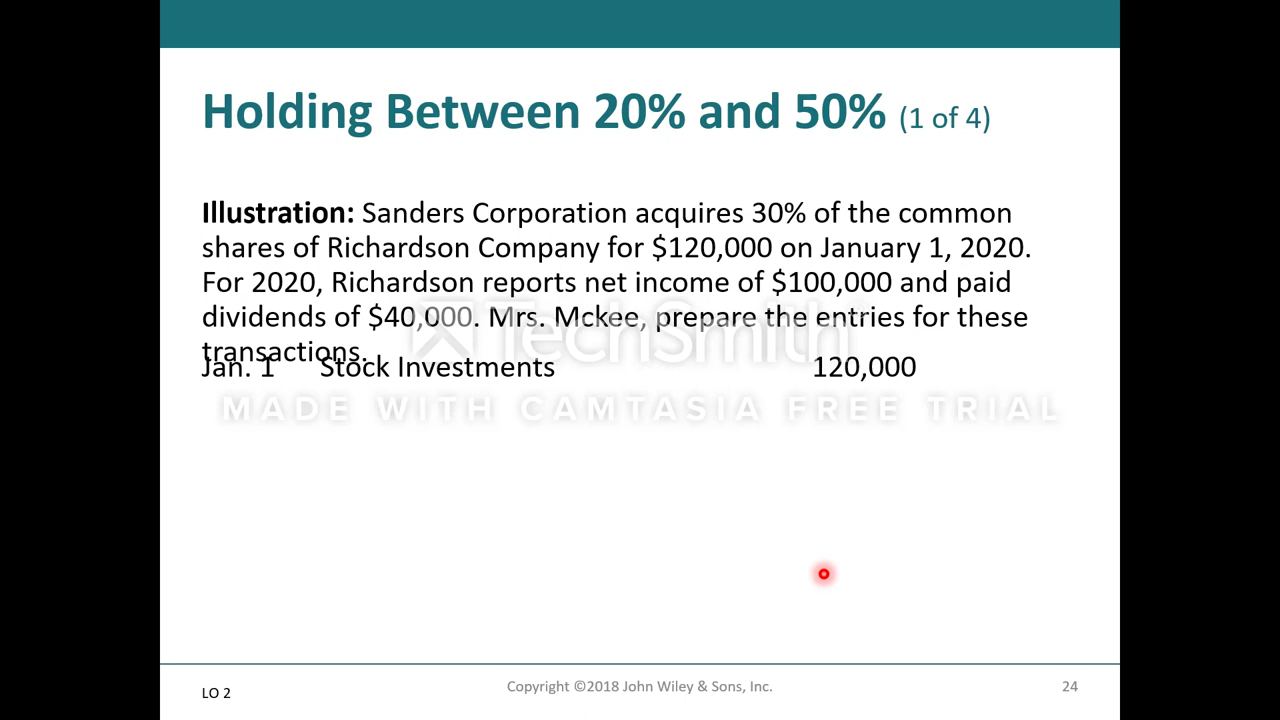 Holding Between 20% and 50% (1 of 4)
Illustration: Sanders Corporation acquires 30% of the common
shares of Richardson Company for $120,000 on January 1, 2020.
For 2020, Richardson reports net income of $100,000 and paid
dividends of $40,000. Mrs. Mckee, prepare the entries for these
transactions.
Jan. 1 Stock Investments 120,000
TechSmith
MADE WITH CAMTASIA FREE TRIAL
LO 2 Copyright ©2018 John Wiley & Sons, Inc. 24